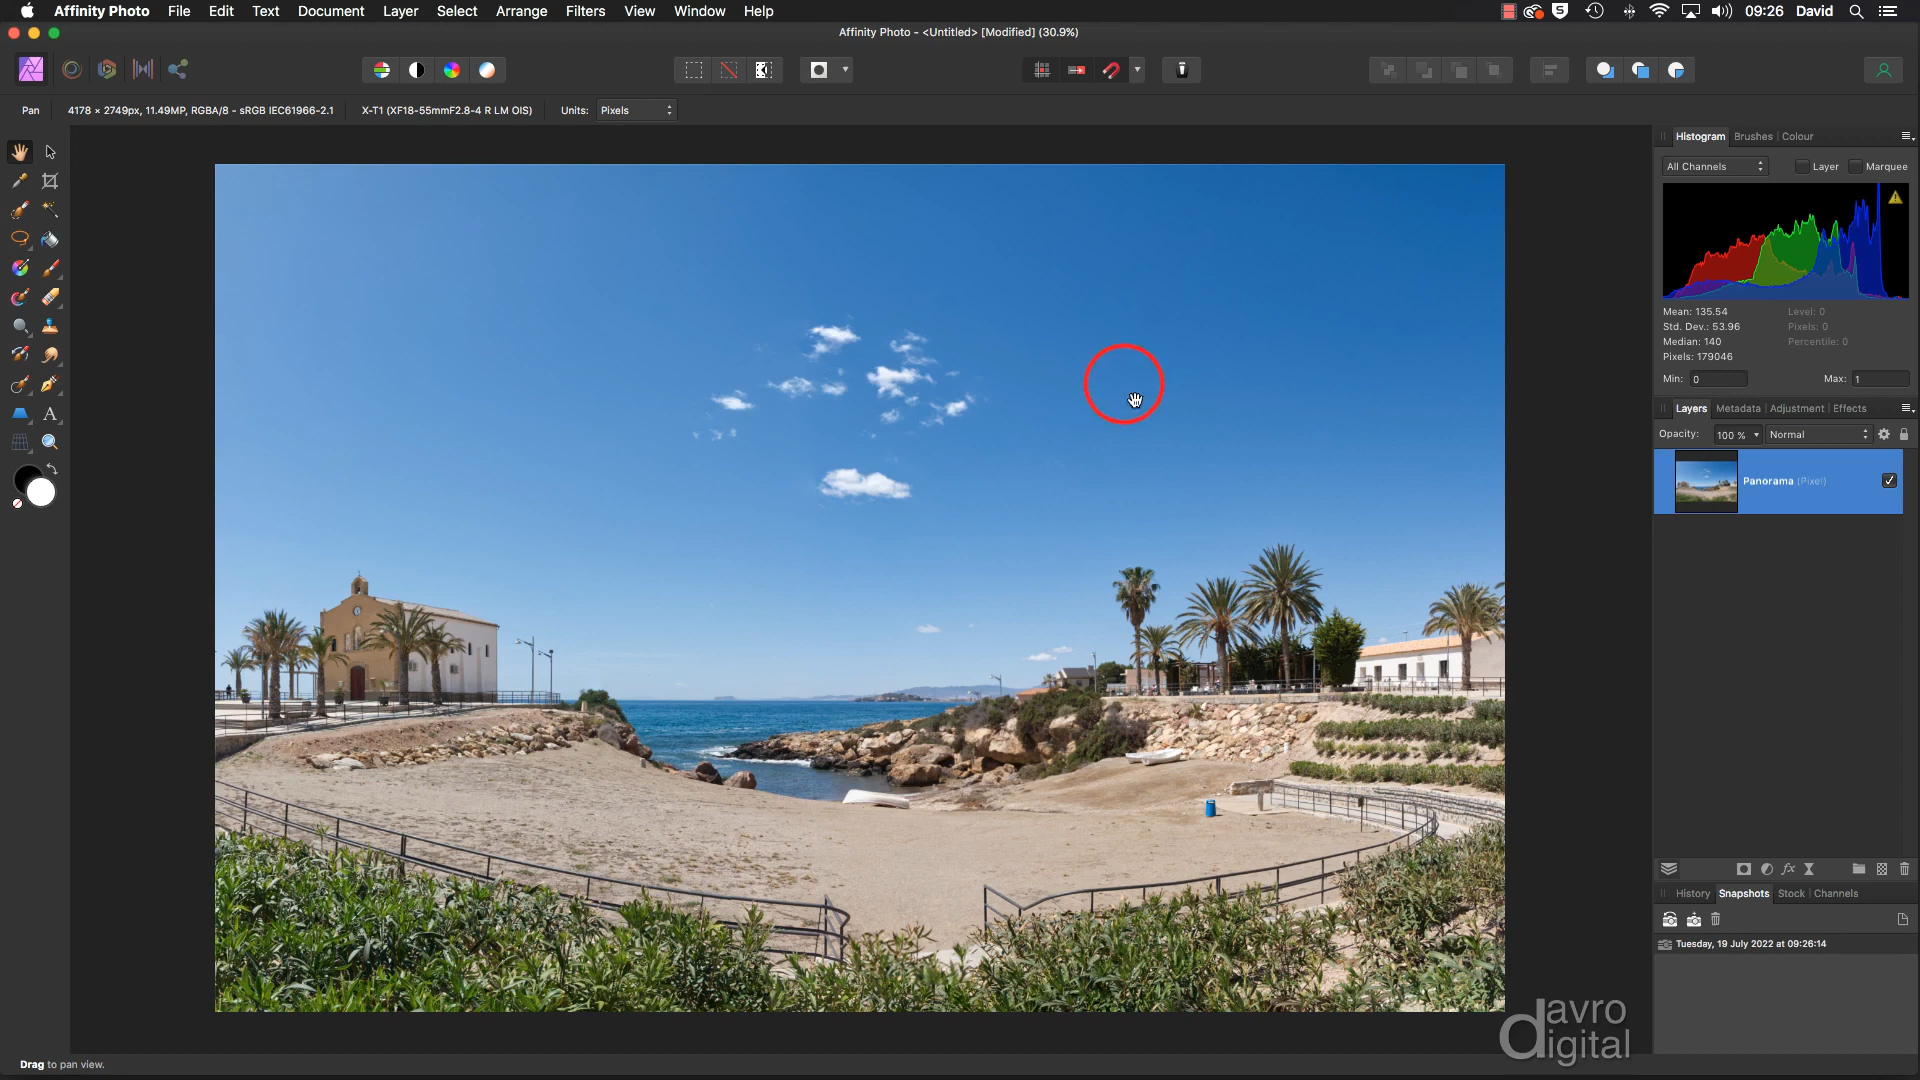 Affinity Photo File Edit Text Document Layer Select Arrange Filters View Window Help 09:26 David
Affinity Photo - <Untitled> [Modified] (30.9%)
Pan 4178 × 2749px, 11.49MP, RGBA/8 - sRGB IEC61966-2.1 X-T1 (XF18-55mmF2.8-4 R LM OIS) Units: Pixels
Histogram Brushes Colour
All Channels Layer Marquee
Mean: 135.54 Level: 0
Std. Dev.: 53.96 Pixels: 0
Median: 140 Percentile: 0
Pixels: 179046
Min: 0 Max: 1
Layers Metadata Adjustment Effects
Opacity: 100 % Normal
Panorama (Pixel)
History Snapshots Stock Channels
Tuesday, 19 July 2022 at 09:26:14
davro
digital
Drag to pan view.